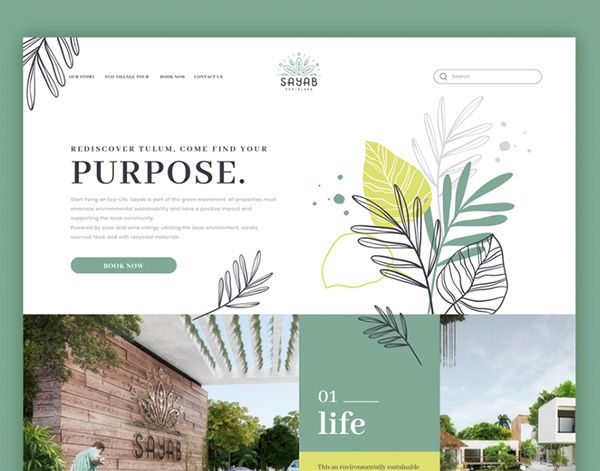 OUR STORY
ECO-VILLAGE TOUR
BOOK NOW
CONTACT US
SAYAB
Search
REDISCOVER TULUM, COME FIND YOUR
PURPOSE.
Start living an Eco-Life, Sayab is part of the green movement; all properties must
embrace environmental sustainability and have a positive impact and
supporting the local community.
Powered by solar and wind energy, utilising the local environment, locally
sourced food, and with recycled materials.
BOOK NOW
SAYAB
01
life
This an environmentally sustainable